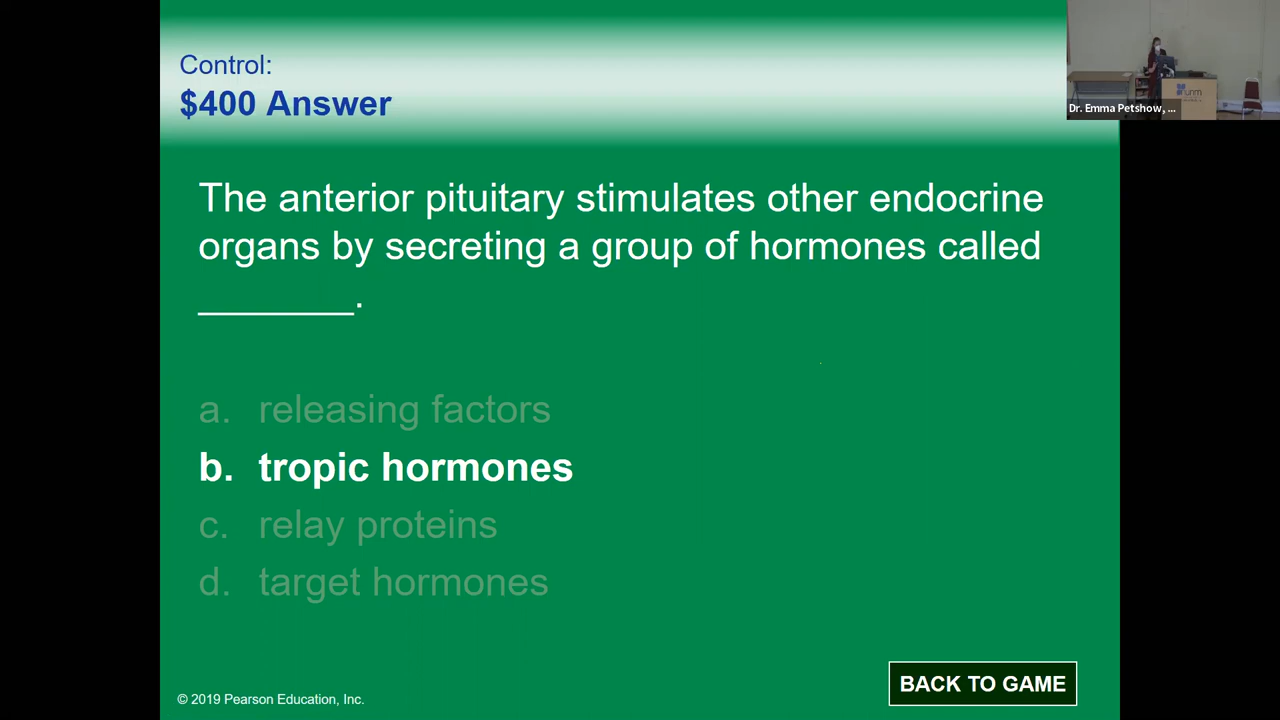 Control:
$400 Answer
Dr. Emma Petshow, ...
The anterior pituitary stimulates other endocrine
organs by secreting a group of hormones called
________.
a. releasing factors
b. tropic hormones
c. relay proteins
d. target hormones
BACK TO GAME
© 2019 Pearson Education, Inc.